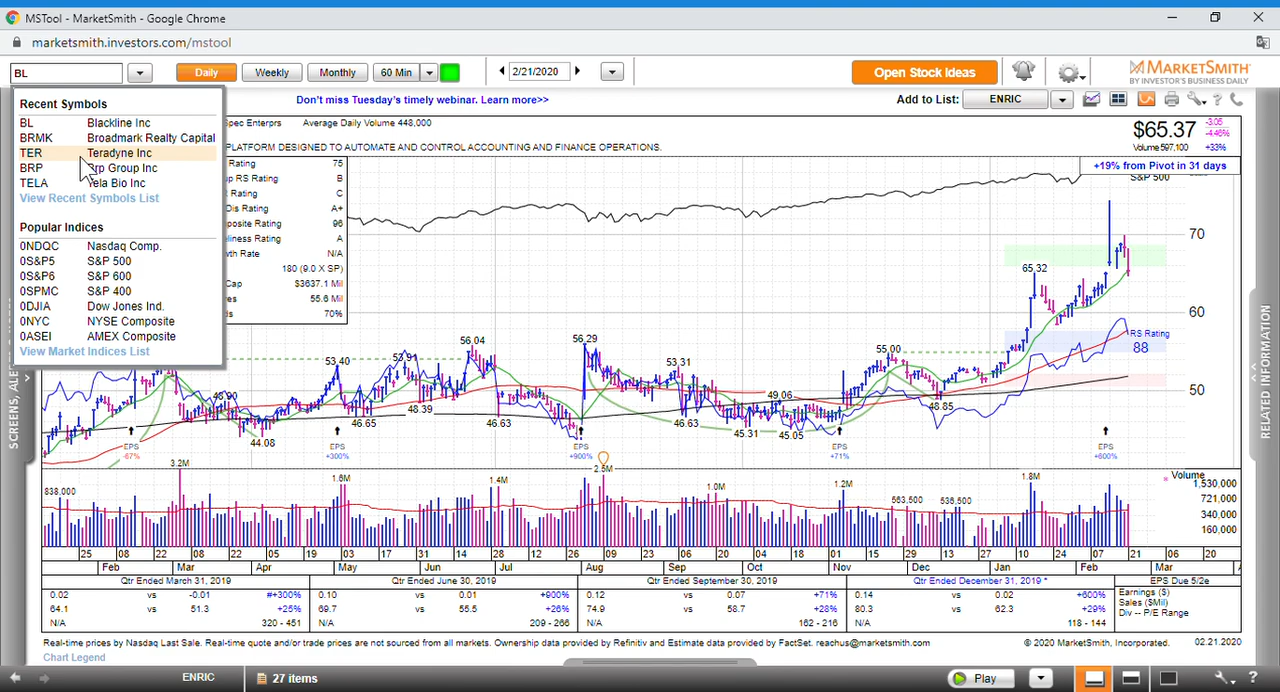 MSTool - MarketSmith - Google Chrome
marketsmith.investors.com/mstool
BL Daily Weekly Monthly 60 Min 2/21/2020 Open Stock Ideas MARKETSMITH
BY INVESTOR'S BUSINESS DAILY
Recent Symbols
BL Blackline Inc
BRMK Broadmark Realty Capital
TER Teradyne Inc
BRP Brp Group Inc
TELA Tela Bio Inc
View Recent Symbols List
Popular Indices
0NDQC Nasdaq Comp.
0S&P5 S&P 500
0S&P6 S&P 600
0SPMC S&P 400
0DJIA Dow Jones Ind.
0NYC NYSE Composite
0ASEI AMEX Composite
View Market Indices List
Don't miss Tuesday's timely webinar. Learn more>>
Add to List: ENRIC
Spec Enterprs Average Daily Volume 448,000
PLATFORM DESIGNED TO AUTOMATE AND CONTROL ACCOUNTING AND FINANCE OPERATIONS.
$65.37 -3.05
-4.46%
Volume 597,100 +33%
+19% from Pivot in 31 days
S&P 500
Rating 75
up RS Rating B
Rating C
Dis Rating A+
posite Rating 96
eliness Rating A
wth Rate N/A
180 (9.0 X SP)
Cap $3637.1 Mil
res 55.6 Mil
ds 70%
70
60
50
65.32
56.04
56.29
55.00
53.40
53.91
53.31
48.90
49.06
48.39
46.65
46.63
46.63
48.85
44.08
45.31
45.05
RS Rating
88
EPS
-67%
EPS
+300%
EPS
+900%
EPS
+71%
EPS
+600%
838,000
3.2M
1.6M
1.4M
2.5M
1.0M
1.2M
563,500
536,500
1.8M
Volume
1,530,000
721,000
340,000
160,000
25 08 22 08 22 05 19 03 17 31 14 28 12 26 09 23 06 20 04 18 01 15 29 13 27 10 24 07 21 06 20
Feb Mar Apr May Jun Jul Aug Sep Oct Nov Dec Jan Feb Mar A
Qtr Ended March 31, 2019 Qtr Ended June 30, 2019 Qtr Ended September 30, 2019 Qtr Ended December 31, 2019 * EPS Due 5/2e
0.02 vs -0.01 #+300% 0.10 vs 0.01 +900% 0.12 vs 0.07 +71% 0.14 vs 0.02 +600% Earnings ($)
64.1 vs 51.3 +25% 69.7 vs 55.5 +26% 74.9 vs 58.7 +28% 80.3 vs 62.3 +29% Sales ($Mil)
N/A 320 - 451 N/A 209 - 266 N/A 162 - 216 N/A 118 - 144 Div -- P/E Range
Real-time prices by Nasdaq Last Sale. Real-time quote and/or trade prices are not sourced from all markets. Ownership data provided by Refinitiv and Estimate data provided by FactSet. reachus@marketsmith.com © 2020 MarketSmith, Incorporated. 02.21.2020
Chart Legend
SCREENS, ALE
RELATED INFORMATION
ENRIC 27 items Play